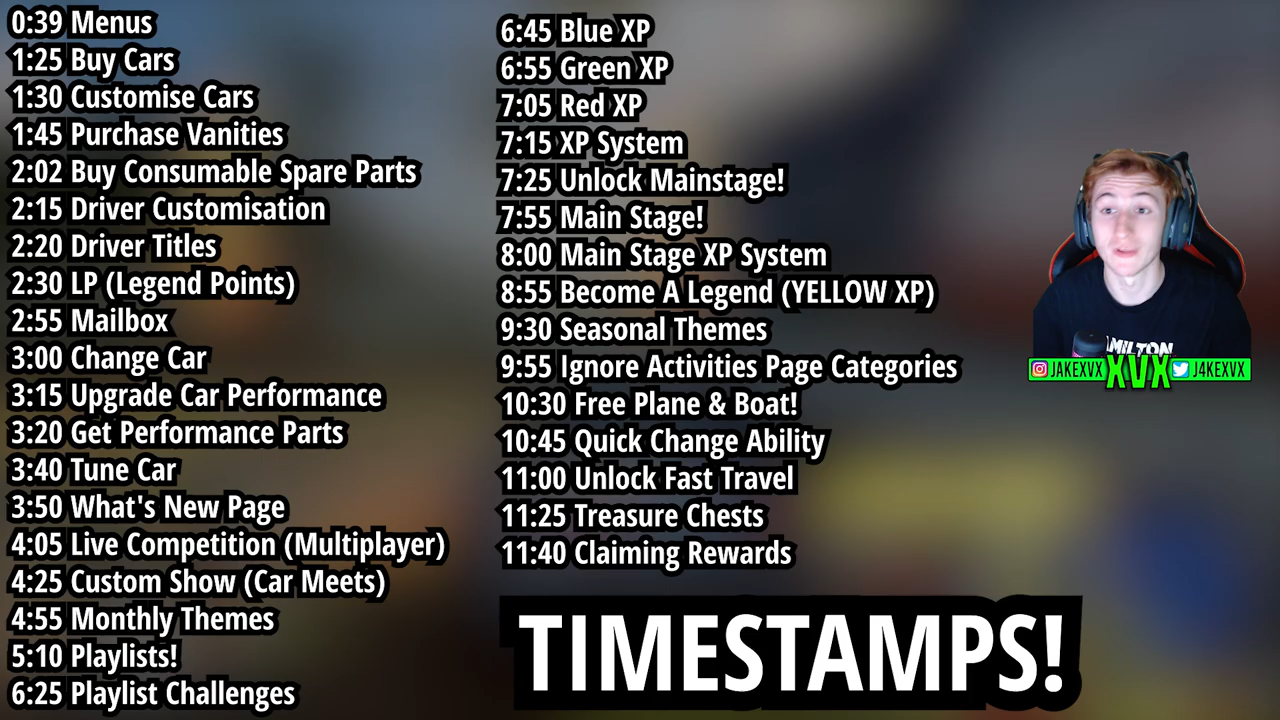 0:39 Menus
1:25 Buy Cars
1:30 Customise Cars
1:45 Purchase Vanities
2:02 Buy Consumable Spare Parts
2:15 Driver Customisation
2:20 Driver Titles
2:30 LP (Legend Points)
2:55 Mailbox
3:00 Change Car
3:15 Upgrade Car Performance
3:20 Get Performance Parts
3:40 Tune Car
3:50 What's New Page
4:05 Live Competition (Multiplayer)
4:25 Custom Show (Car Meets)
4:55 Monthly Themes
5:10 Playlists!
6:25 Playlist Challenges
6:45 Blue XP
6:55 Green XP
7:05 Red XP
7:15 XP System
7:25 Unlock Mainstage!
7:55 Main Stage!
8:00 Main Stage XP System
8:55 Become A Legend (YELLOW XP)
9:30 Seasonal Themes
9:55 Ignore Activities Page Categories
10:30 Free Plane & Boat!
10:45 Quick Change Ability
11:00 Unlock Fast Travel
11:25 Treasure Chests
11:40 Claiming Rewards
TIMESTAMPS!
AMILTON
JAKEXVX XVX J4KEXVX